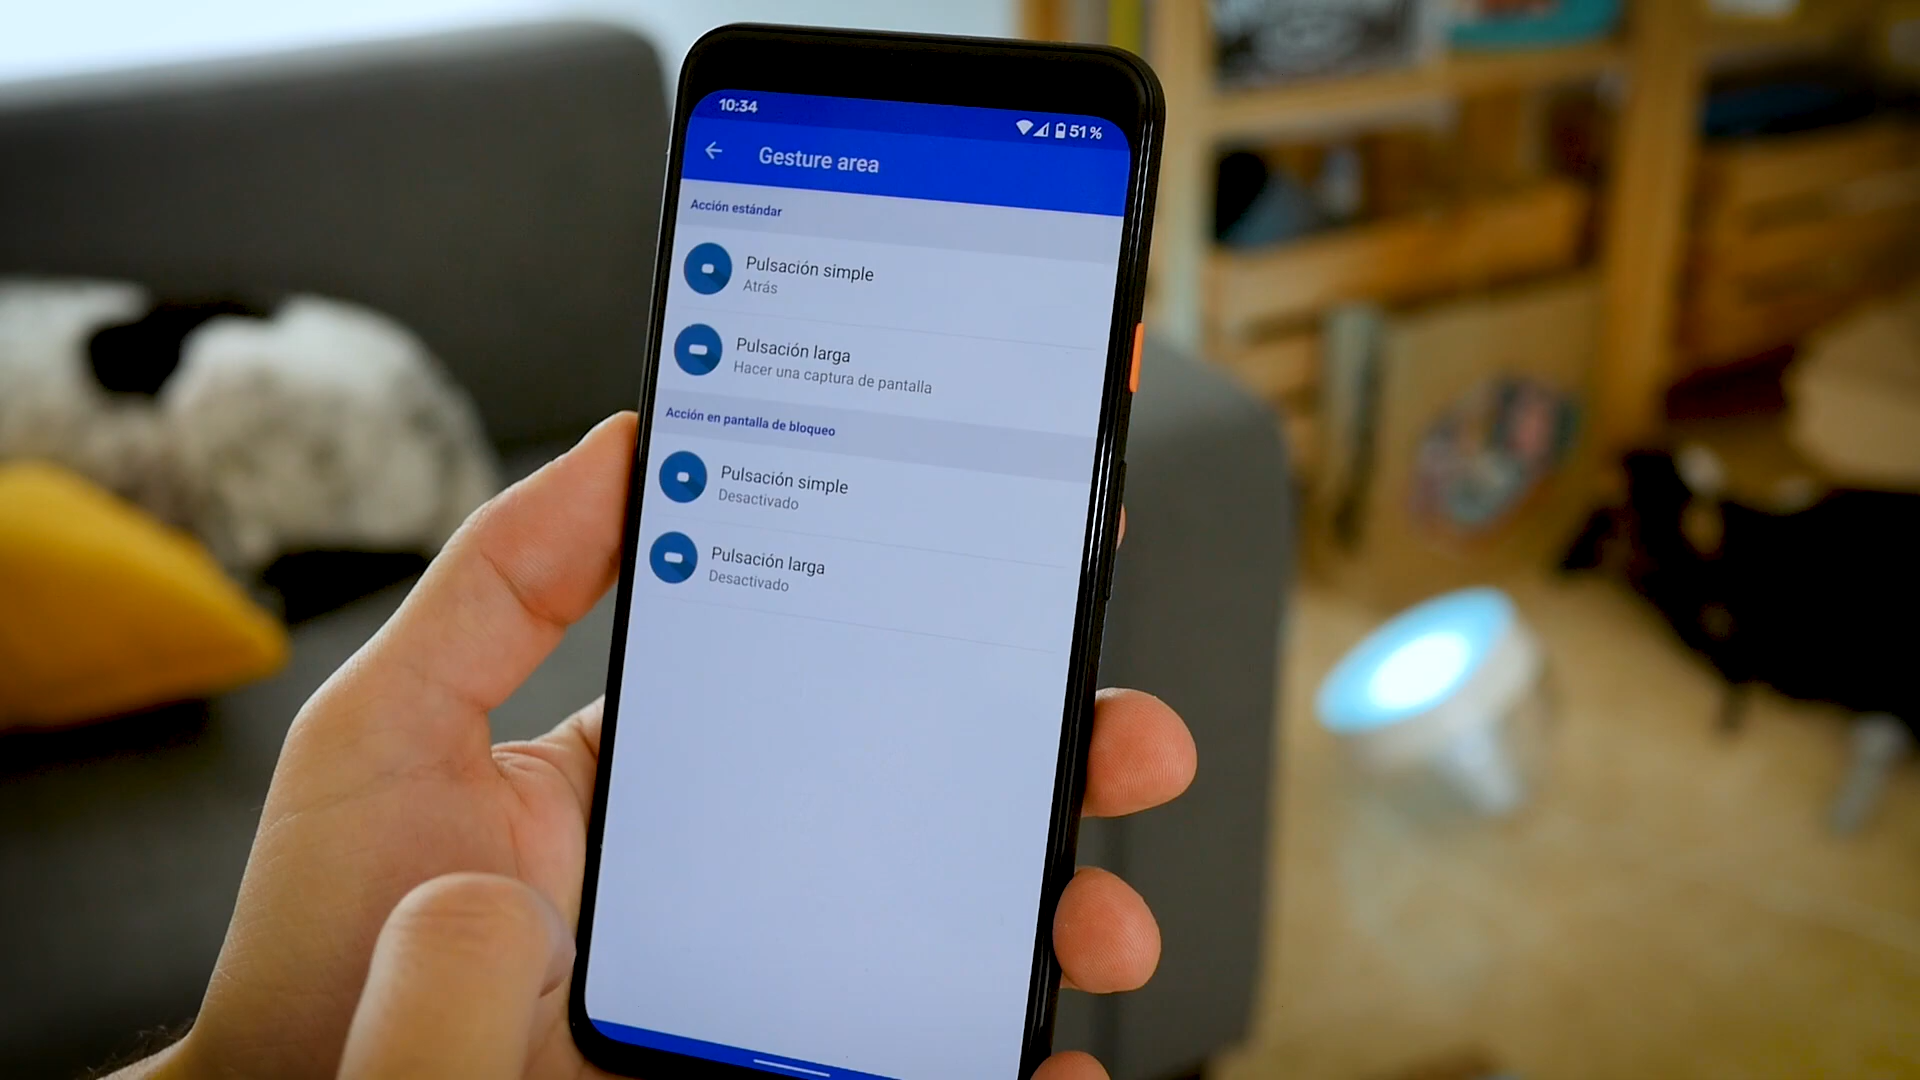 10:34
51 %
Gesture area
Acción estándar
Pulsación simple
Atrás
Pulsación larga
Hacer una captura de pantalla
Acción en pantalla de bloqueo
Pulsación simple
Desactivado
Pulsación larga
Desactivado